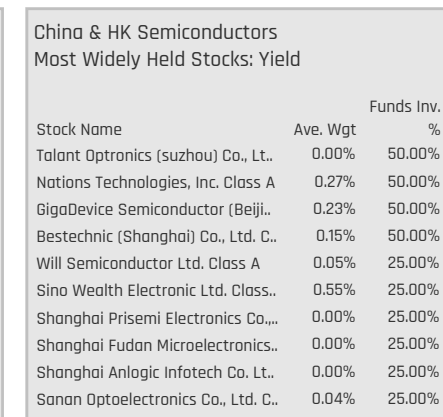 China & HK Semiconductors
Most Widely Held Stocks: Yield
Funds Inv.
Stock Name Ave. Wgt %
Talant Optronics (suzhou) Co., Lt.. 0.00% 50.00%
Nations Technologies, Inc. Class A 0.27% 50.00%
GigaDevice Semiconductor (Beiji.. 0.23% 50.00%
Bestechnic (Shanghai) Co., Ltd. C.. 0.15% 50.00%
Will Semiconductor Ltd. Class A 0.05% 25.00%
Sino Wealth Electronic Ltd. Class.. 0.55% 25.00%
Shanghai Prisemi Electronics Co.,.. 0.00% 25.00%
Shanghai Fudan Microelectronics.. 0.00% 25.00%
Shanghai Anlogic Infotech Co. Lt.. 0.00% 25.00%
Sanan Optoelectronics Co., Ltd. C.. 0.04% 25.00%